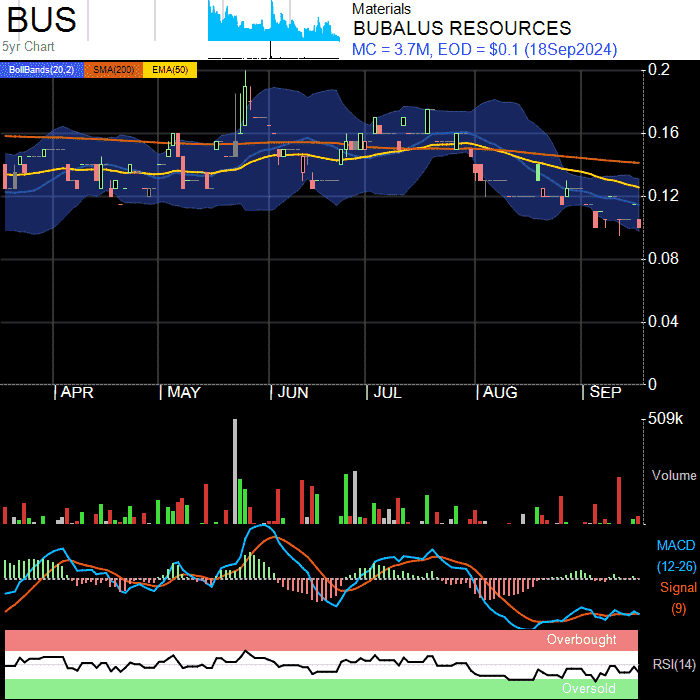 BUS
5yr Chart
Materials
BUBALUS RESOURCES
MC = 3.7M, EOD = $0.1 (18Sep2024)
BollBands(20,2) SMA(200) EMA(50)
0.2
0.16
0.12
0.08
0.04
0
APR MAY JUN JUL AUG SEP
509k
Volume
MACD
(12-26)
Signal
(9)
Overbought
RSI(14)
Oversold